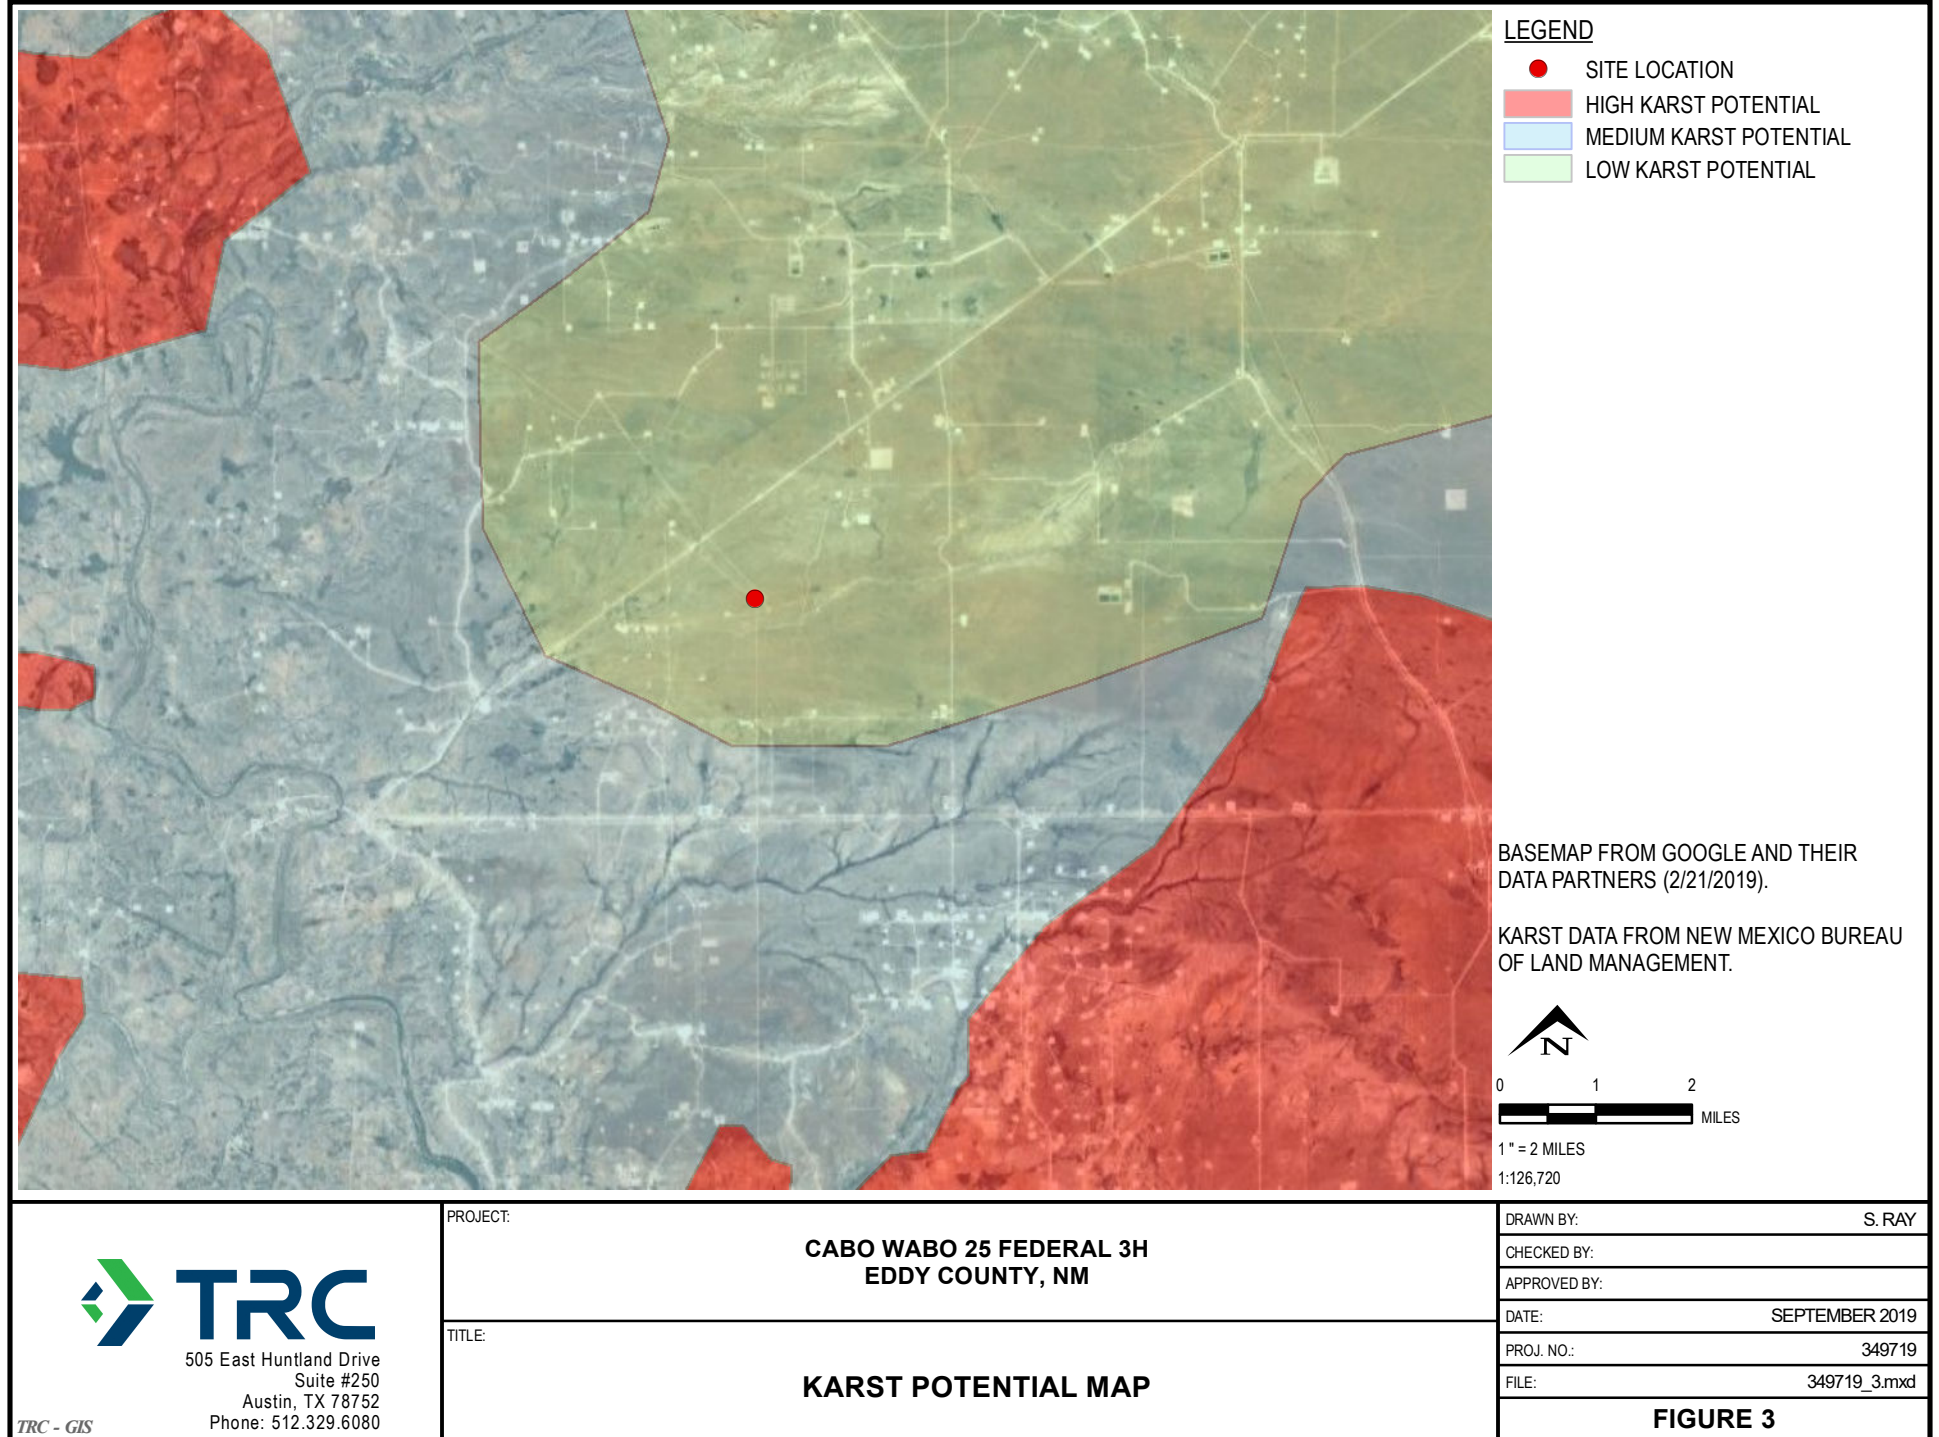 LEGEND
SITE LOCATION
HIGH KARST POTENTIAL
MEDIUM KARST POTENTIAL
LOW KARST POTENTIAL
BASEMAP FROM GOOGLE AND THEIR
DATA PARTNERS (2/21/2019).
KARST DATA FROM NEW MEXICO BUREAU
OF LAND MANAGEMENT.
N
0 1 2
MILES
1 " = 2 MILES
1:126,720
TRC
505 East Huntland Drive
Suite #250
Austin, TX 78752
Phone: 512.329.6080
TRC - GIS
PROJECT:
CABO WABO 25 FEDERAL 3H
EDDY COUNTY, NM
TITLE:
KARST POTENTIAL MAP
DRAWN BY: S. RAY
CHECKED BY:
APPROVED BY:
DATE: SEPTEMBER 2019
PROJ. NO.: 349719
FILE: 349719_3.mxd
FIGURE 3